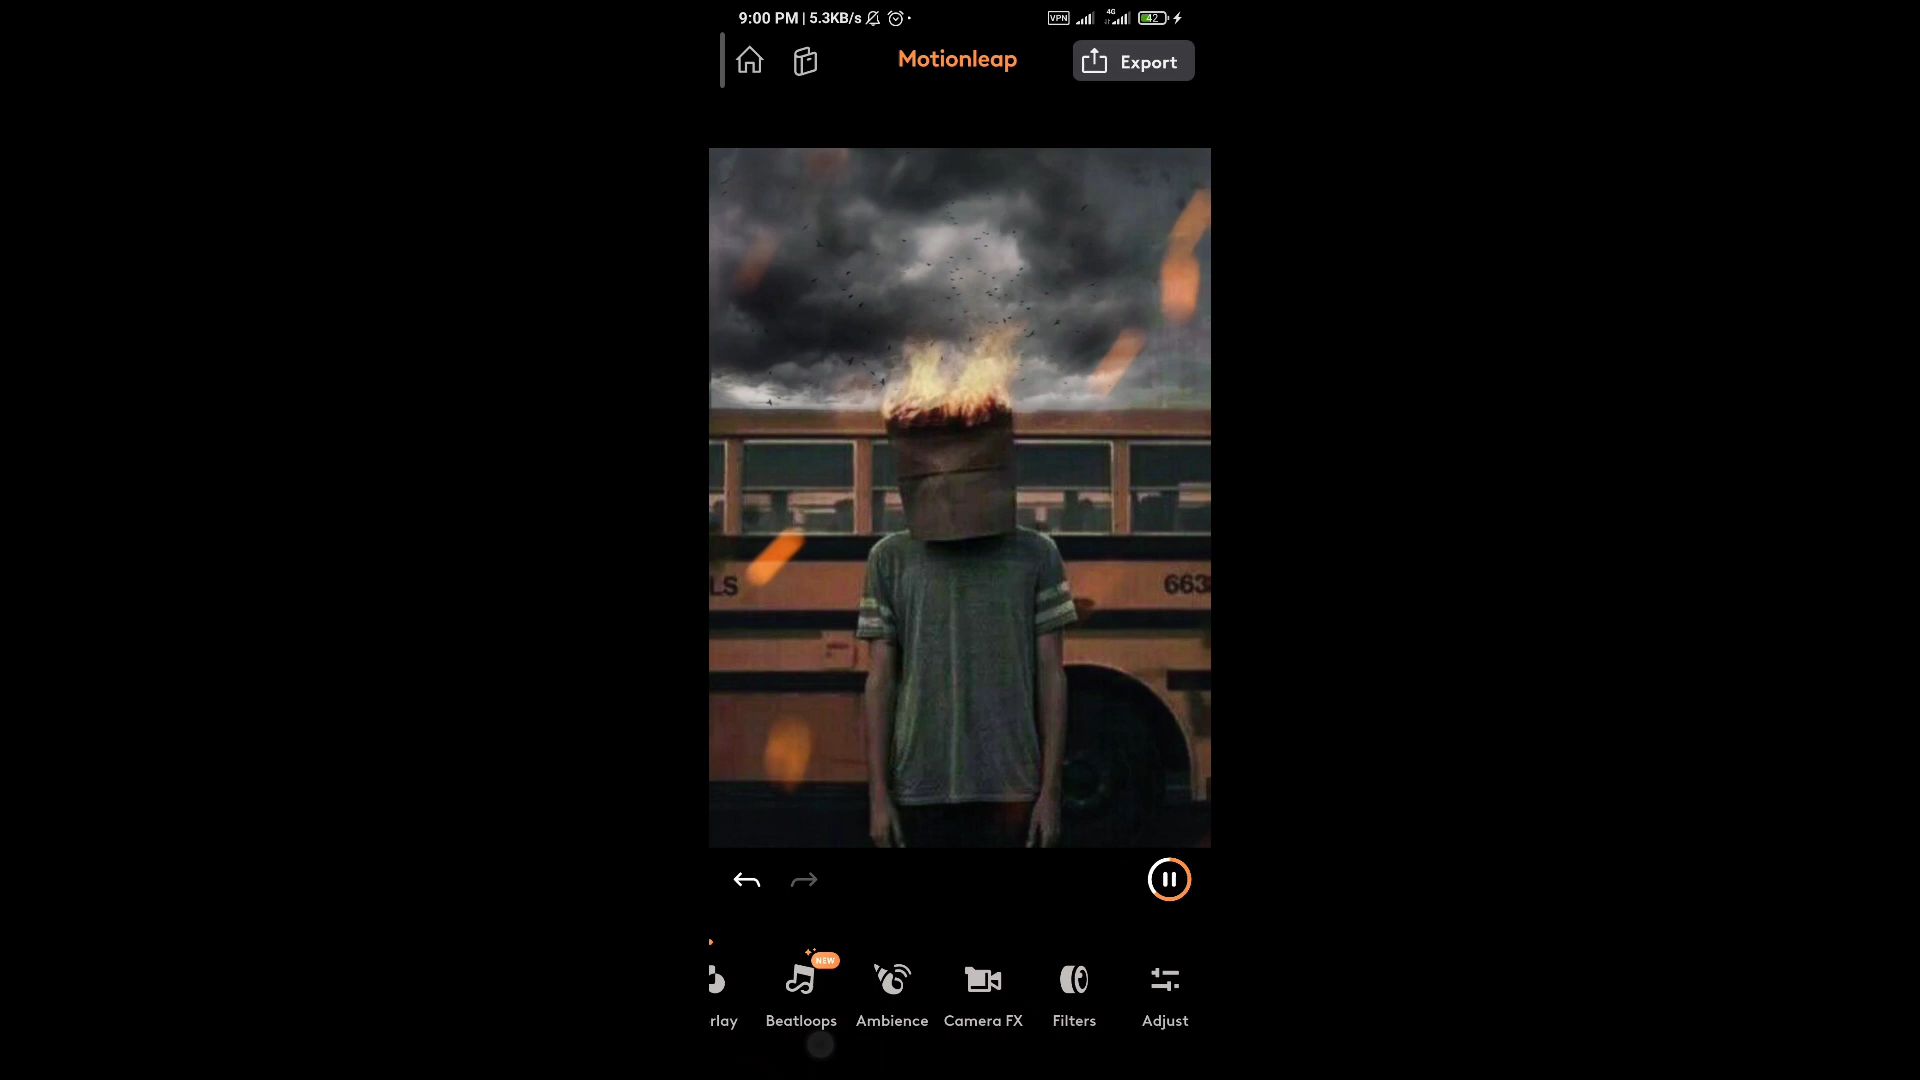 9:00 PM | 5.3KB/s
VPN
4G
42
Motionleap
Export
LS
663
NEW
rlay
Beatloops
Ambience
Camera FX
Filters
Adjust